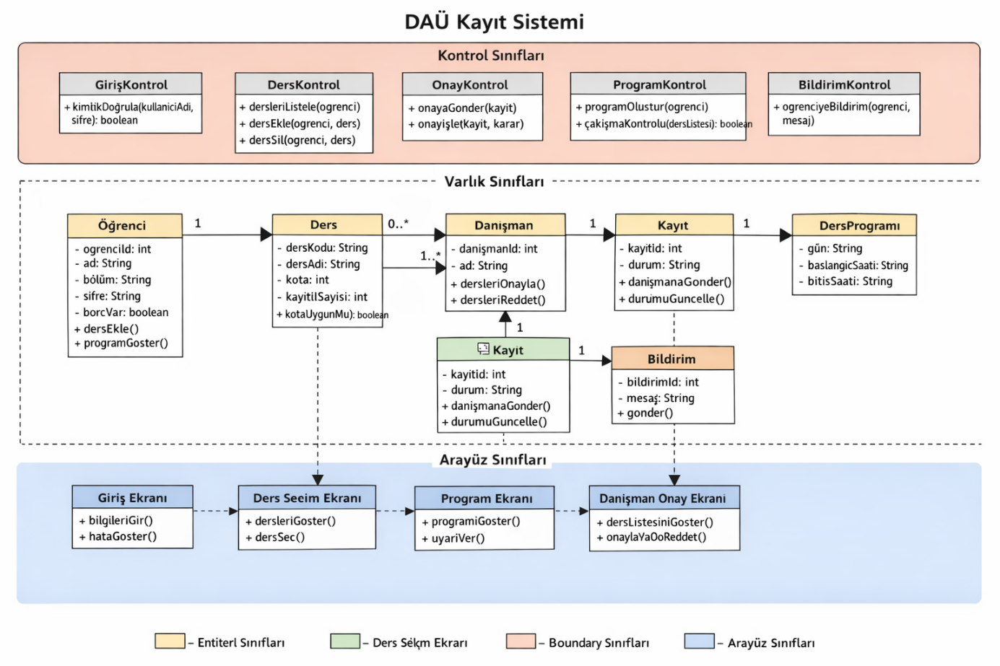 DAÜ Kayıt Sistemi
Kontrol Sınıfları
GirişKontrol
+ kimlikDoğrula(kullaniciAdi,
sifre): boolean
DersKontrol
+ dersleriListele(ogrenci)
+ dersEkle(ogrenci, ders)
+ dersSil(ogrenci, ders)
OnayKontrol
+ onayaGonder(kayit)
+ onayişle(Kayıt, karar)
ProgramKontrol
+ programOlustur(ogrenci)
+ çakişmaKontrolu(dersListesi): boolean
BildirimKontrol
+ ogrenciyeBildirim(ogrenci,
mesaj)
Varlık Sınıfları
Öğrenci
- ogrenciId: int
- ad: String
- bölüm: String
- sifre: String
- borcVar: boolean
+ dersEkle()
+ programGoster()
1
Ders
- dersKodu: String
- dersAdi: String
- kota: int
- kayitilSayisi: int
+ kotaUygunMu): boolean
0..*
1..*
Danişman
- danişmanId: int
- ad: String
+ dersleriOnayla()
+ dersleriReddet()
1
Kayıt
- kayitId: int
- durum: String
+ danişmanaGonder()
+ durumuGuncelle()
1
DersProgramı
- gün: String
- baslangicSaati: String
- bitisSaati: String
1
Kayıt
- kayitid: int
- durum: String
+ danişmanaGonder()
+ durumuGuncelle()
1
Bildirim
- bildirimId: int
- mesaj: String
+ gonder()
Arayüz Sınıfları
Giriş Ekranı
+ bilgileriGir()
+ hataGoster()
Ders Seeim Ekranı
+ dersleriGoster()
+ dersSec()
Program Ekranı
+ programiGoster()
+ uyariVer()
Danişman Onay Ekrani
+ dersListesiniGoster()
+ onaylaYaOoReddet()
– Entiterl Sınıfları
– Ders Sélçm Ekrarı
– Boundary Sınıfları
– Arayüz Sınıfları